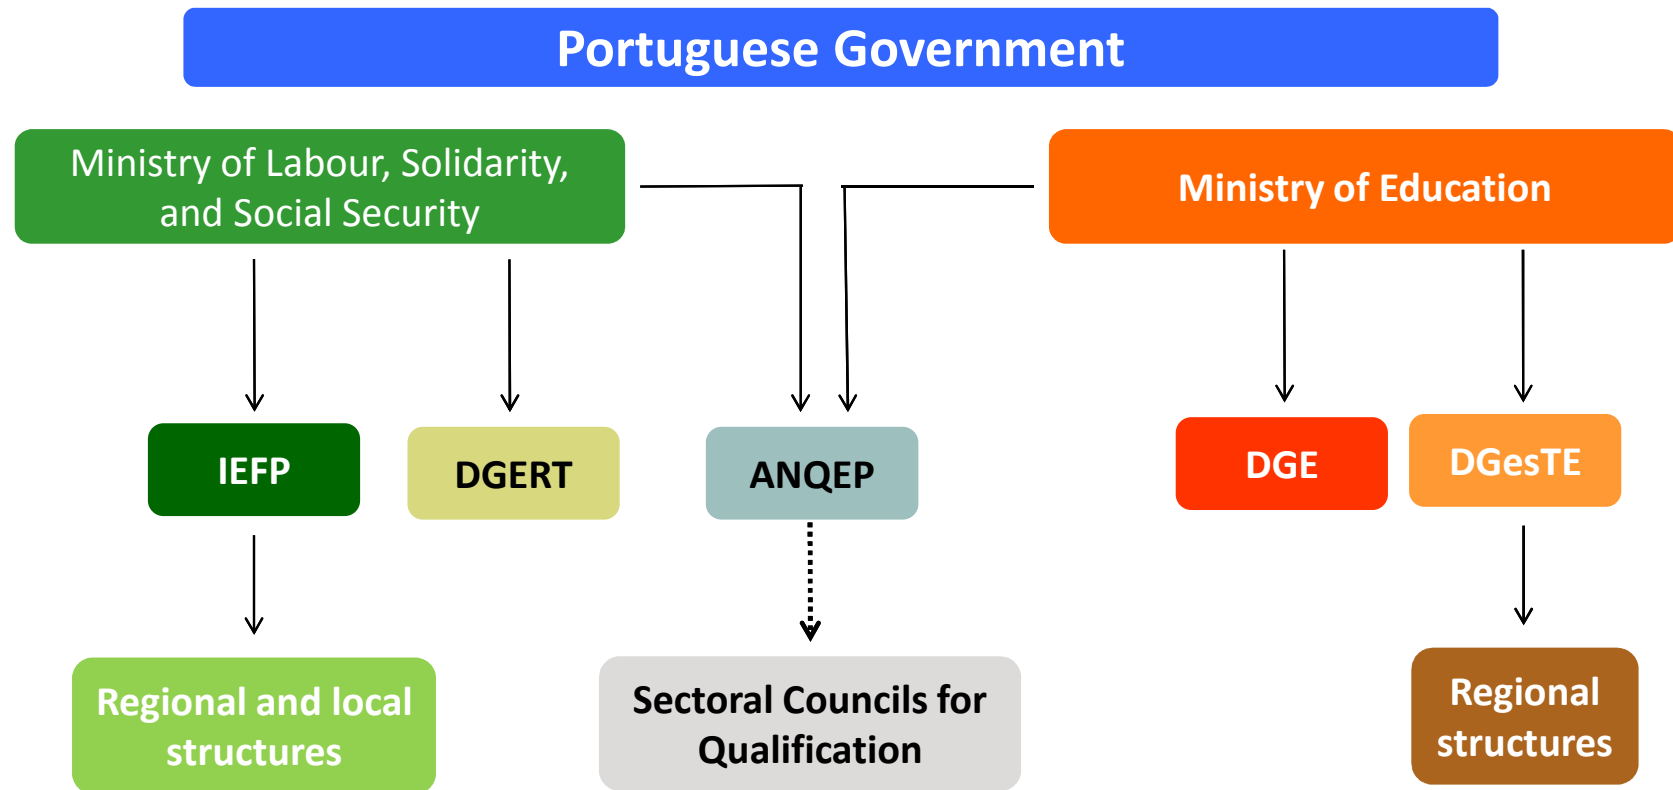 Portuguese Government
Ministry of Labour, Solidarity,
and Social Security
Ministry of Education
IEFP
DGERT
ANQEP
DGE
DGesTE
Regional and local
structures
Sectoral Councils for
Qualification
Regional
structures